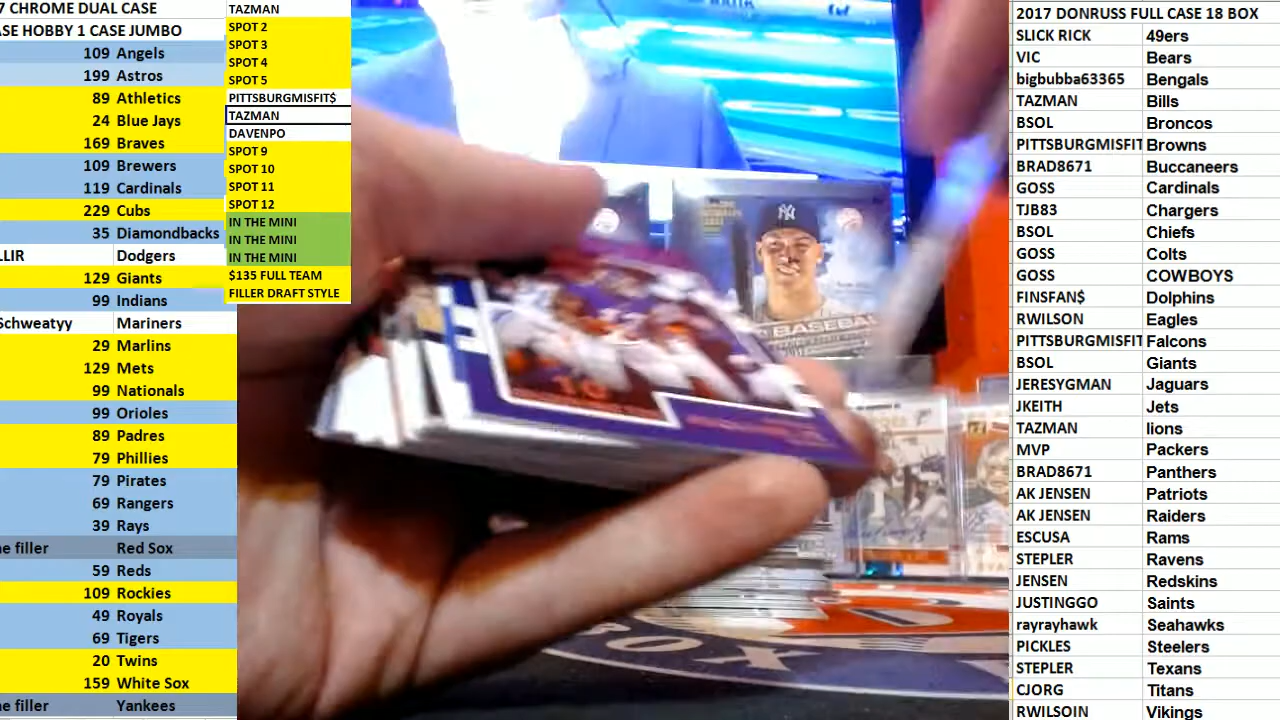 7 CHROME DUAL CASE
SE HOBBY 1 CASE JUMBO
109 Angels
199 Astros
89 Athletics
24 Blue Jays
169 Braves
109 Brewers
119 Cardinals
229 Cubs
35 Diamondbacks
LLIR Dodgers
129 Giants
99 Indians
Schweatyy Mariners
29 Marlins
129 Mets
99 Nationals
99 Orioles
89 Padres
79 Phillies
79 Pirates
69 Rangers
39 Rays
e filler Red Sox
59 Reds
109 Rockies
49 Royals
69 Tigers
20 Twins
159 White Sox
e filler Yankees
TAZMAN
SPOT 2
SPOT 3
SPOT 4
SPOT 5
PITTSBURGMISFIT$
TAZMAN
DAVENPO
SPOT 9
SPOT 10
SPOT 11
SPOT 12
IN THE MINI
IN THE MINI
IN THE MINI
$135 FULL TEAM
FILLER DRAFT STYLE
BASEBA
SOX
2017 DONRUSS FULL CASE 18 BOX
SLICK RICK 49ers
VIC Bears
bigbubba63365 Bengals
TAZMAN Bills
BSOL Broncos
PITTSBURGMISFIT Browns
BRAD8671 Buccaneers
GOSS Cardinals
TJB83 Chargers
BSOL Chiefs
GOSS Colts
GOSS COWBOYS
FINSFAN$ Dolphins
RWILSON Eagles
PITTSBURGMISFIT Falcons
BSOL Giants
JERESYGMAN Jaguars
JKEITH Jets
TAZMAN lions
MVP Packers
BRAD8671 Panthers
AK JENSEN Patriots
AK JENSEN Raiders
ESCUSA Rams
STEPLER Ravens
JENSEN Redskins
JUSTINGGO Saints
rayrayhawk Seahawks
PICKLES Steelers
STEPLER Texans
CJORG Titans
RWILSOIN Vikings